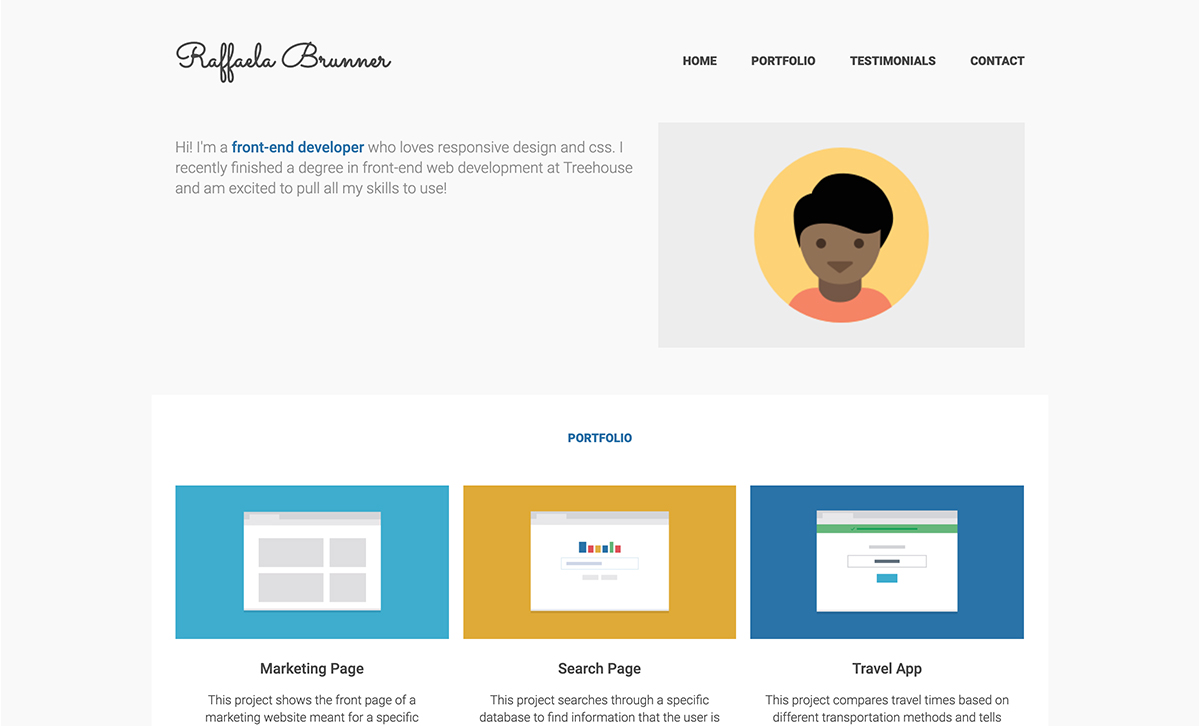 Raffaela Brunner
HOME PORTFOLIO TESTIMONIALS CONTACT
Hi! I'm a front-end developer who loves responsive design and css. I
recently finished a degree in front-end web development at Treehouse
and am excited to pull all my skills to use!
PORTFOLIO
Marketing Page
This project shows the front page of a
marketing website meant for a specific
Search Page
This project searches through a specific
database to find information that the user is
Travel App
This project compares travel times based on
different transportation methods and tells